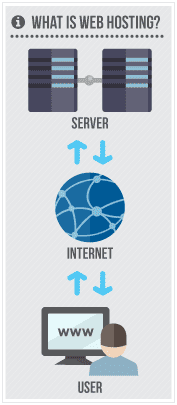 i WHAT IS WEB HOSTING?
SERVER
INTERNET
WWW
USER